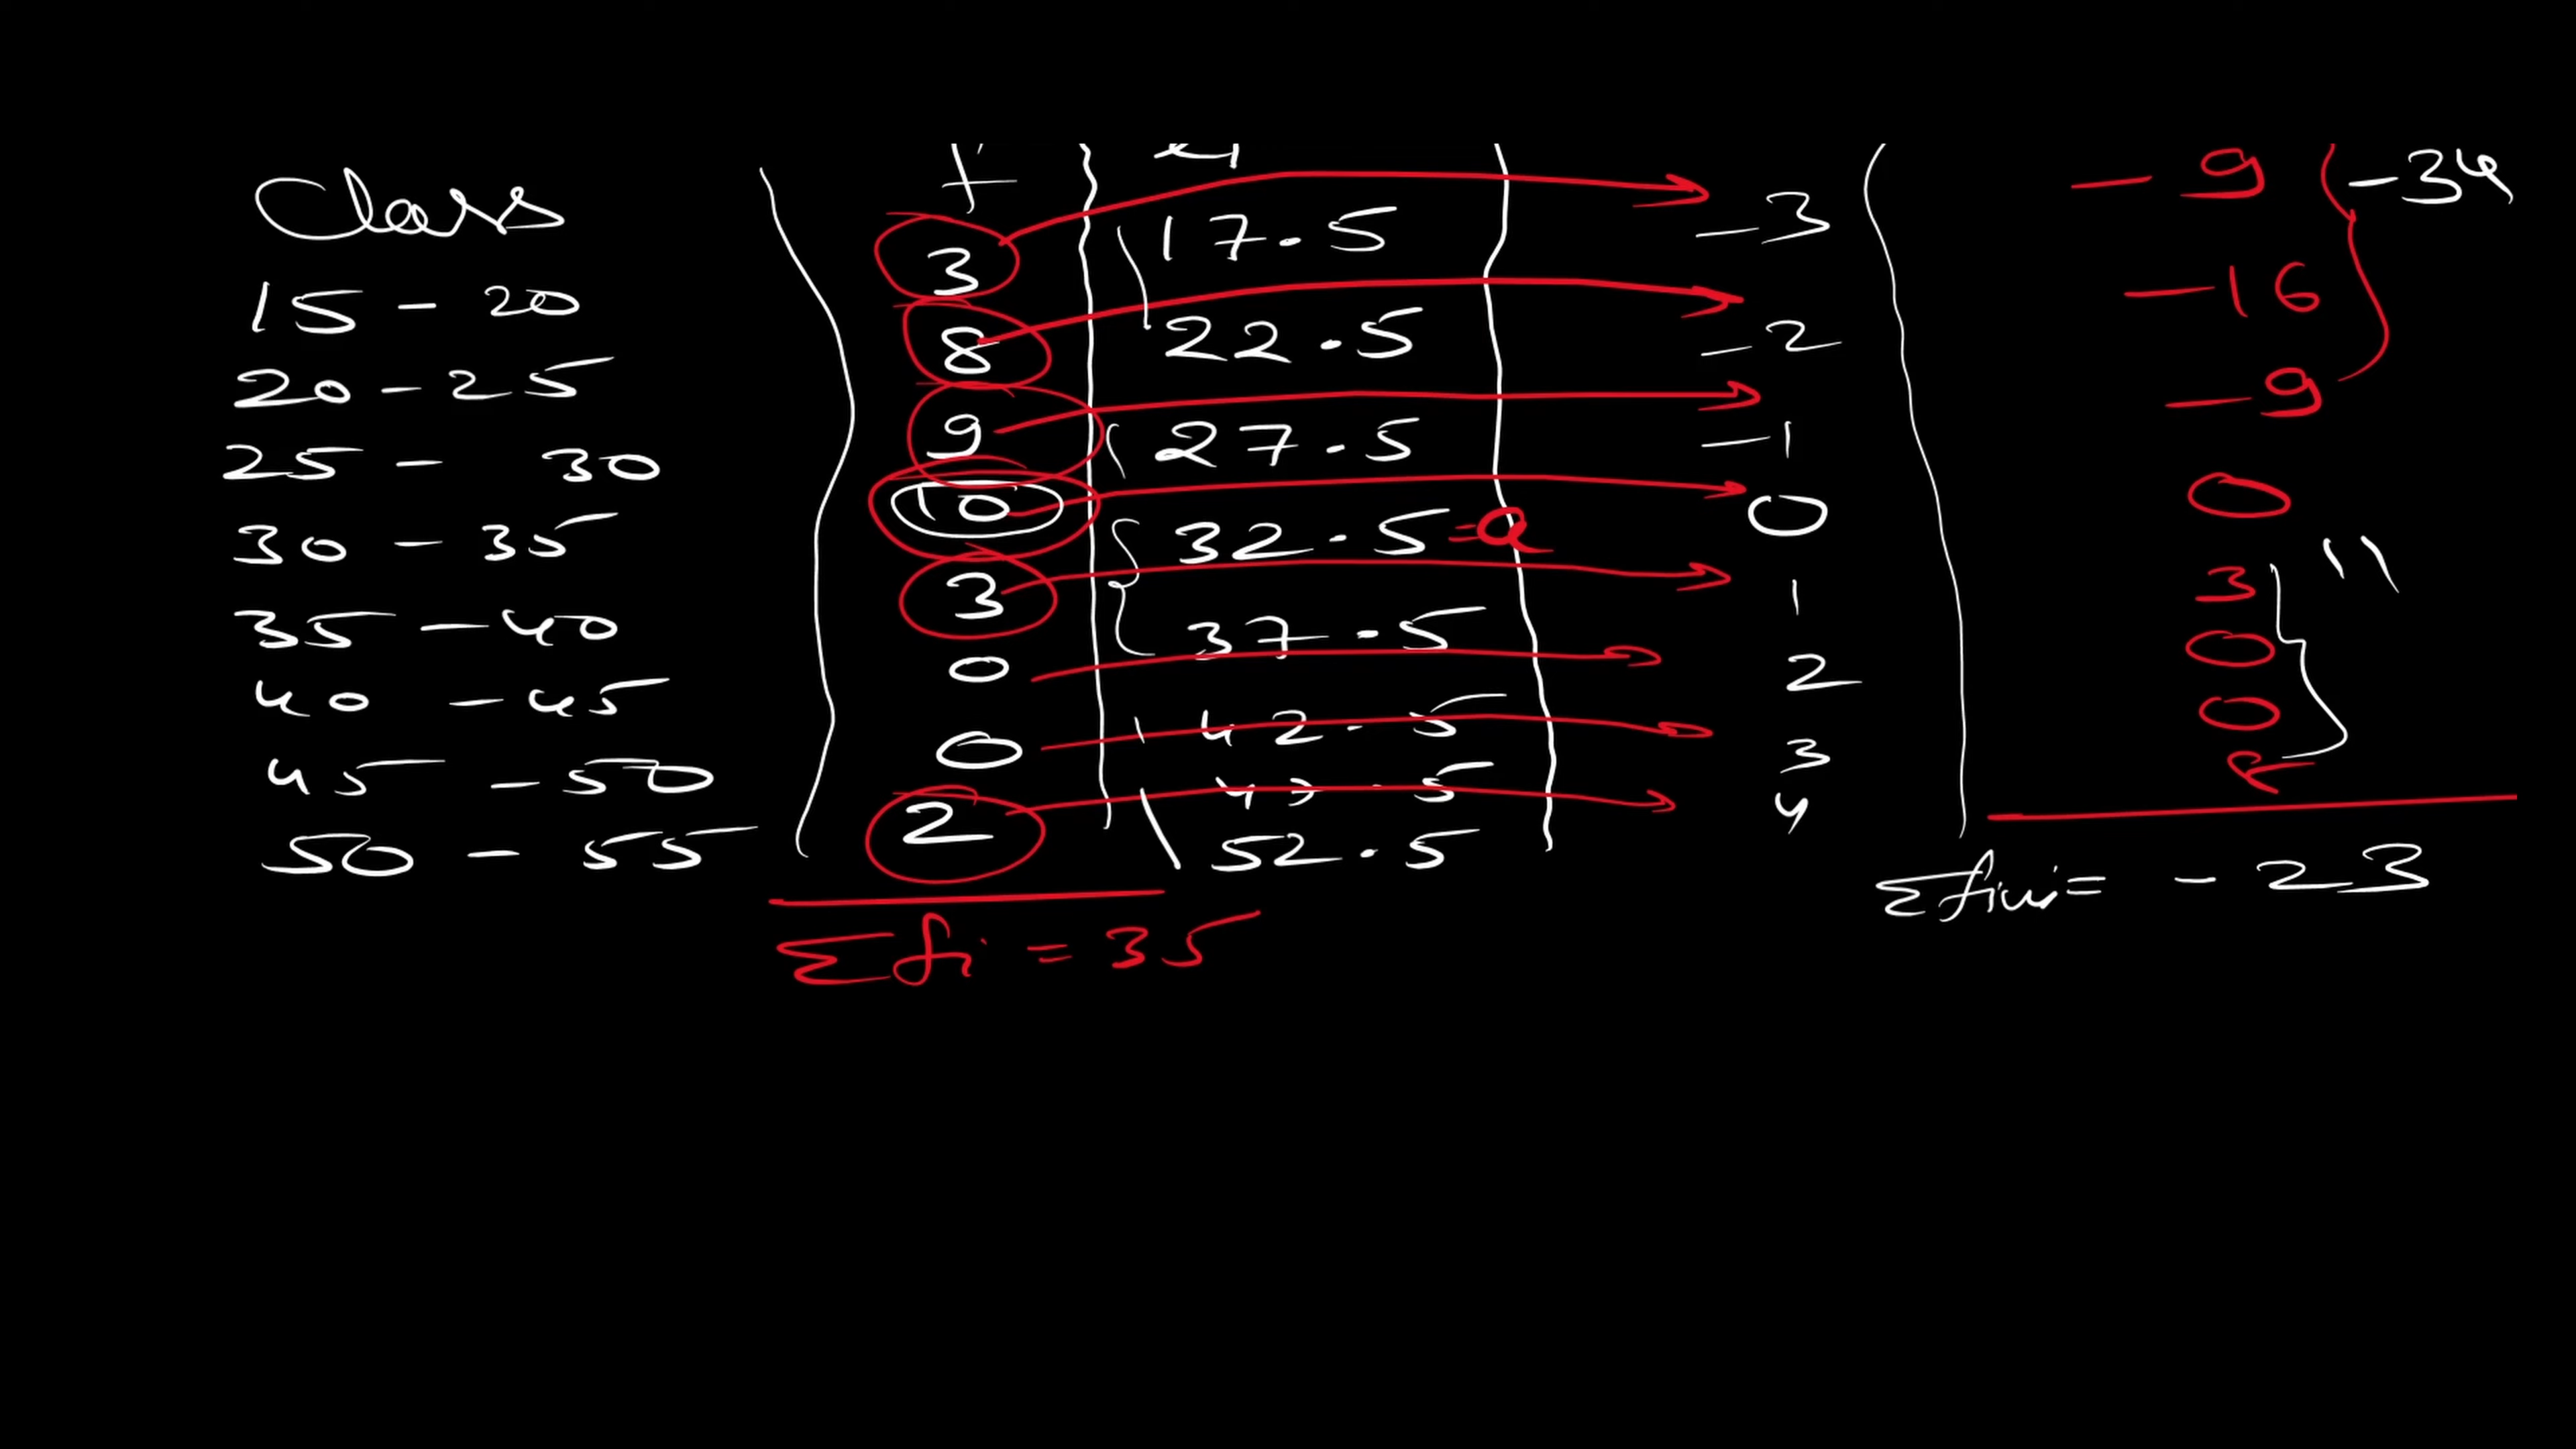 Class f
15 - 20 3 17.5 -3 -9 -34
20 - 25 8 22.5 -2 -16
25 - 30 9 27.5 -1 -9
30 - 35 10 32.5 = a 0 0
35 - 40 3 37.5 1 3 11
40 - 45 0 42.5 2 0
45 - 50 0 3 0
50 - 55 2 52.5 4
Σfi = 35 Σfiui = -23